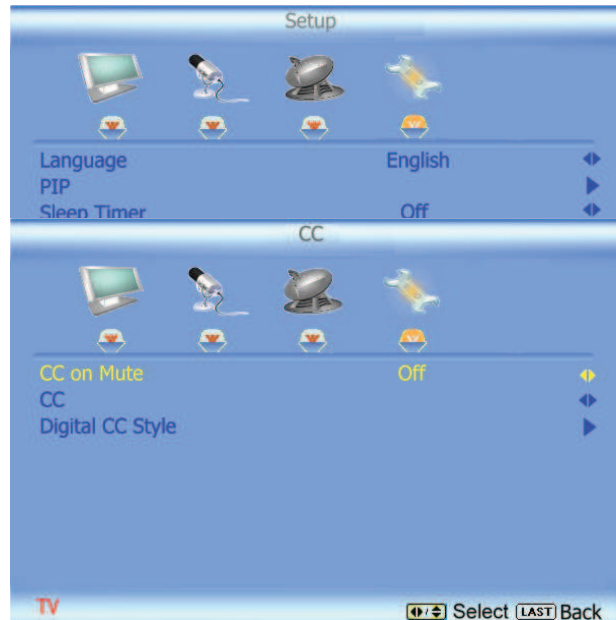 Setup
Language English
PIP
Sleep Timer Off
CC
CC on Mute Off
CC
Digital CC Style
TV Select LAST Back